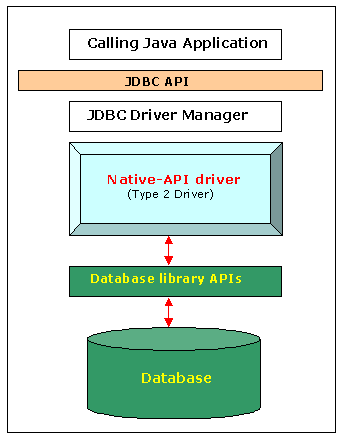 Calling Java Application
JDBC API
JDBC Driver Manager
Native-API driver
(Type 2 Driver)
Database library APIs
Database